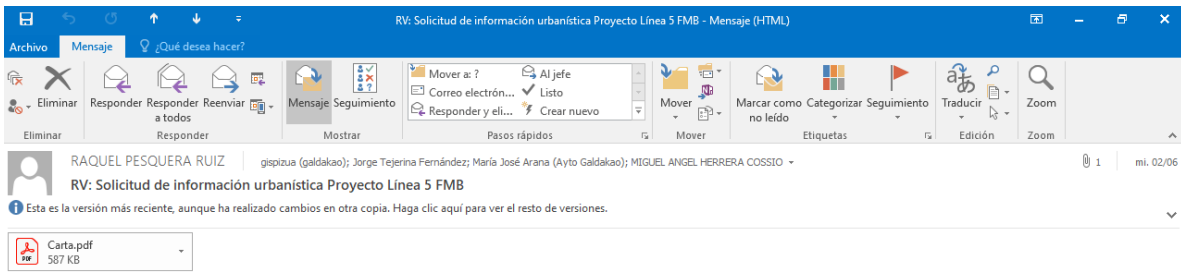 RV: Solicitud de información urbanística Proyecto Línea 5 FMB - Mensaje (HTML)
Archivo Mensaje ¿Qué desea hacer?
Eliminar Responder Responder a todos Reenviar Mensaje Seguimiento Mover a: ? Al jefe Mover Marcar como no leído Categorizar Seguimiento Traducir Zoom
Correo electrón... Listo
Responder y eli... Crear nuevo
Eliminar Responder Mostrar Pasos rápidos Mover Etiquetas Edición Zoom
RAQUEL PESQUERA RUIZ gispizua (galdakao); Jorge Tejerina Fernández; María José Arana (Ayto Galdakao); MIGUEL ANGEL HERRERA COSSIO 1 mi. 02/06
RV: Solicitud de información urbanística Proyecto Línea 5 FMB
Esta es la versión más reciente, aunque ha realizado cambios en otra copia. Haga clic aquí para ver el resto de versiones.
Carta.pdf
587 KB